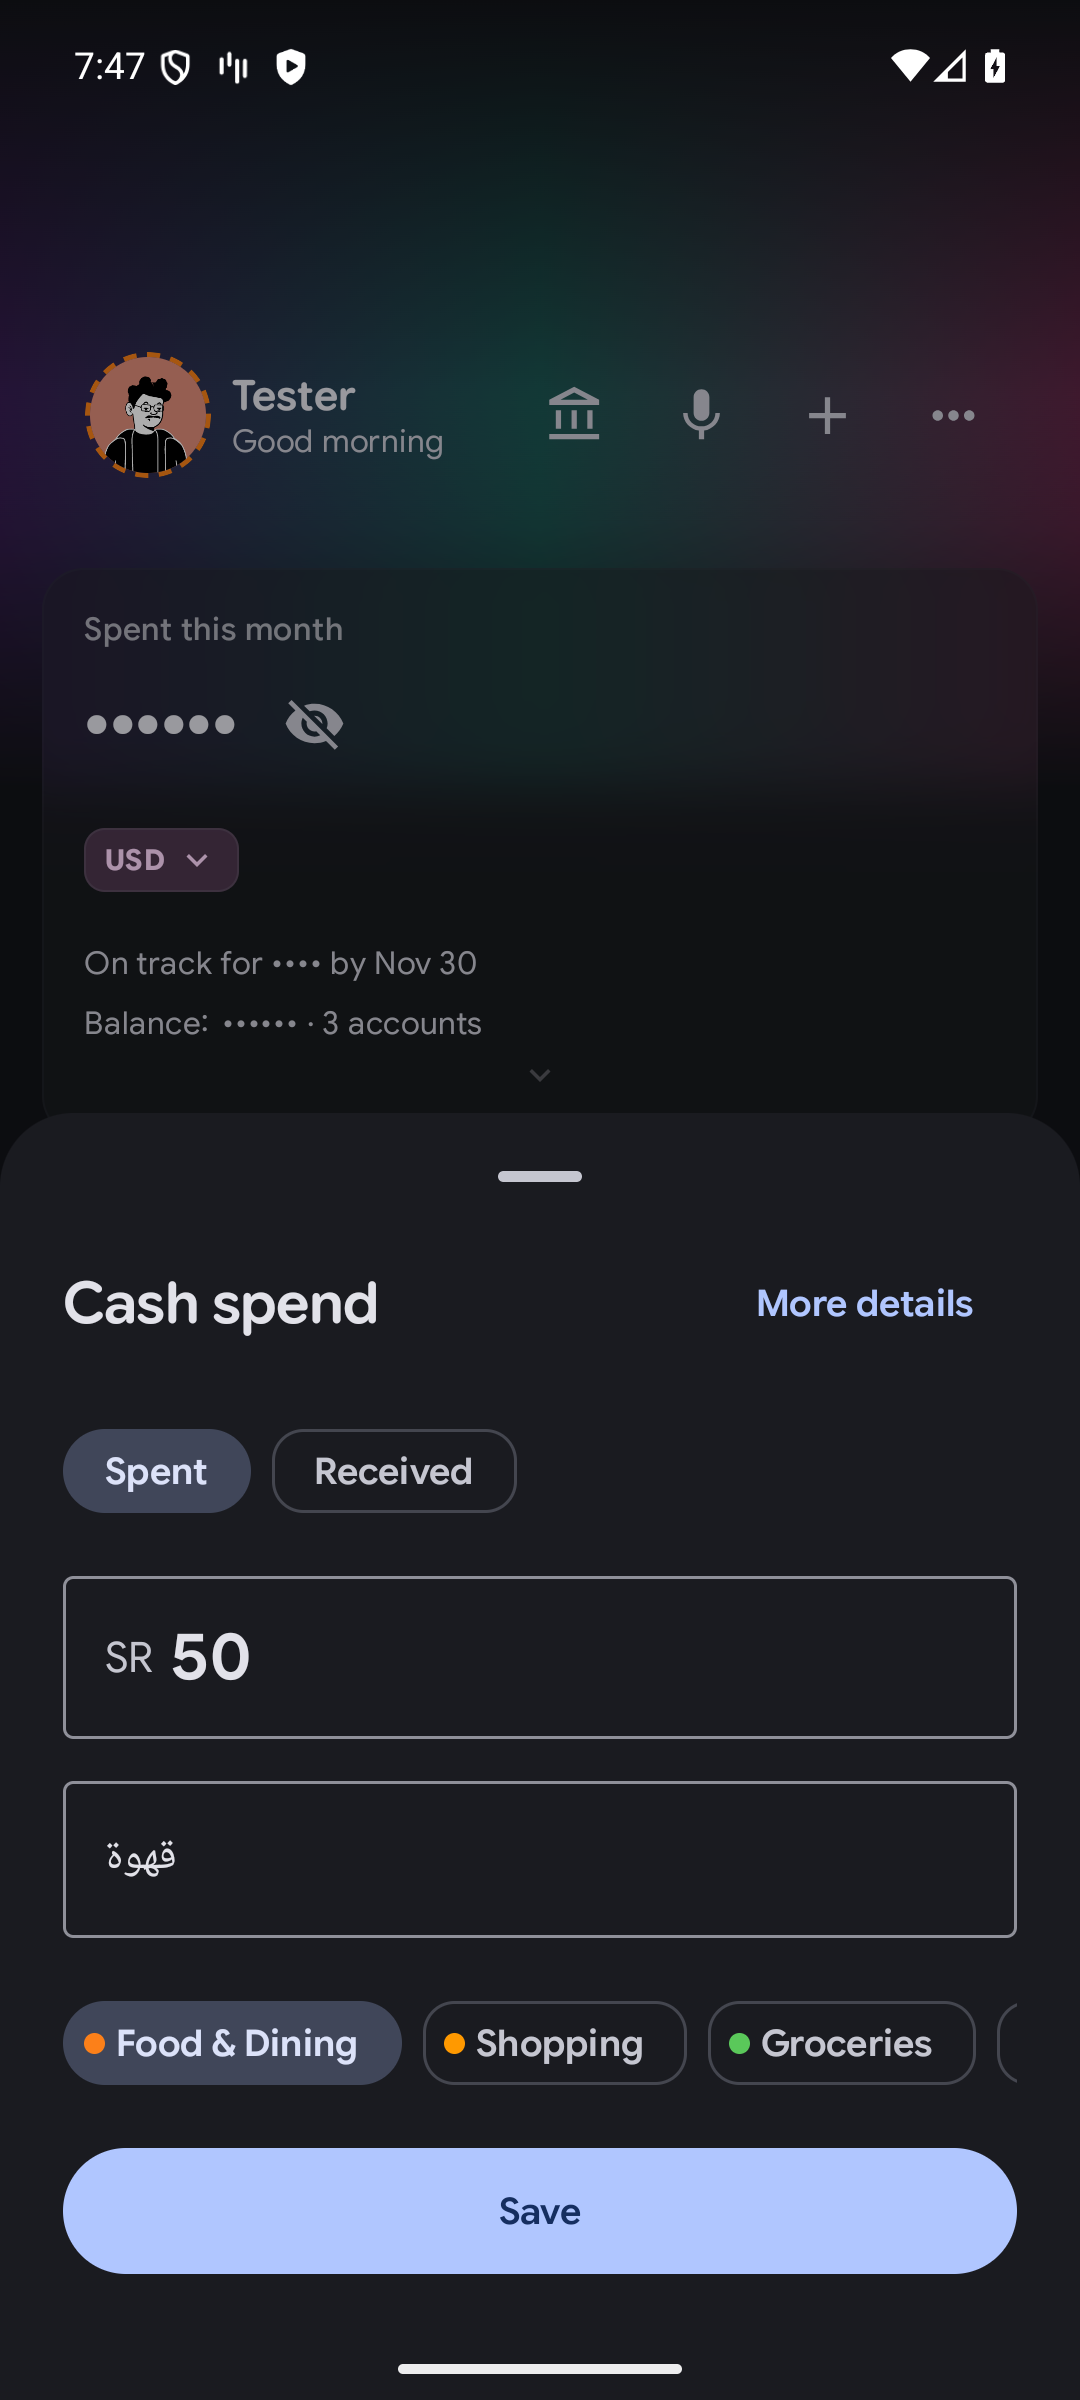 7:47
Tester
Good morning
Spent this month
••••••
USD
On track for •••• by Nov 30
Balance: •••••• · 3 accounts
Cash spend
More details
Spent
Received
SR 50
قهوة
Food & Dining
Shopping
Groceries
Save